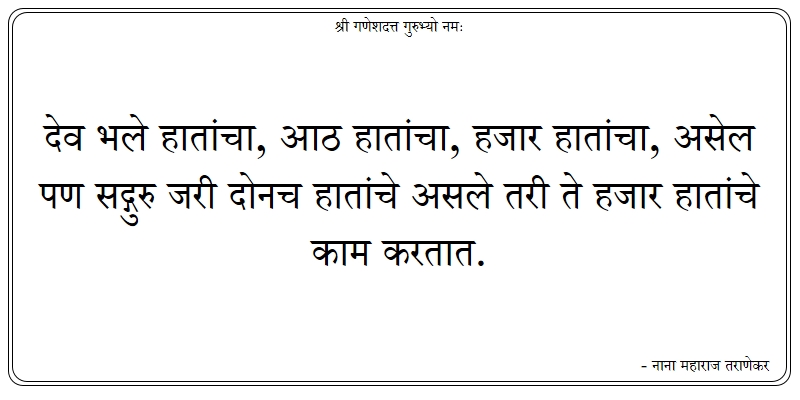 श्री गणेशदत्त गुरुभ्यो नमः
देव भले हातांचा, आठ हातांचा, हजार हातांचा, असेल
पण सद्गुरु जरी दोनच हातांचे असले तरी ते हजार हातांचे
काम करतात.
- नाना महाराज तराणेकर